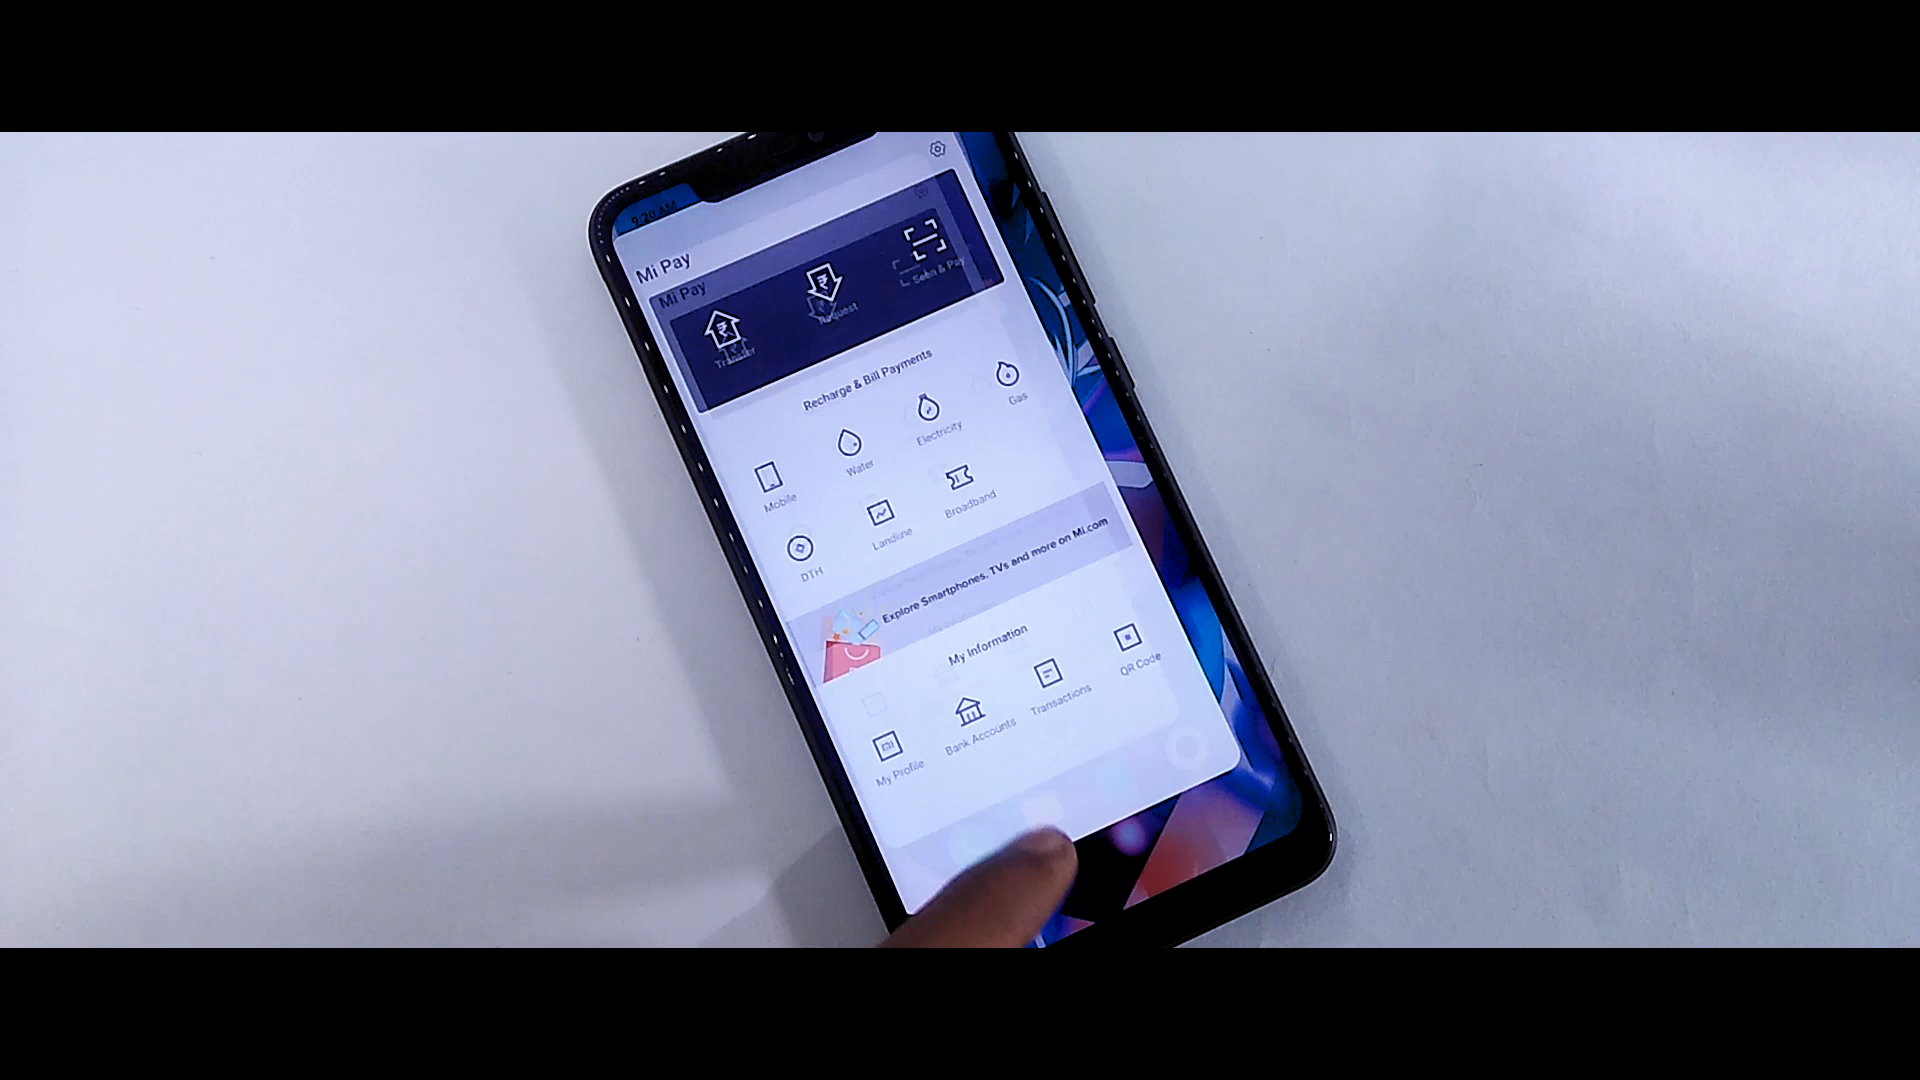 9:20 AM
Mi Pay
Mi Pay
Transfer
Request
Scan & Pay
Recharge & Bill Payments
Mobile
Water
Electricity
Gas
DTH
Landline
Broadband
Explore Smartphones, TVs and more on Mi.com
My Information
My Profile
Bank Accounts
Transactions
QR Code